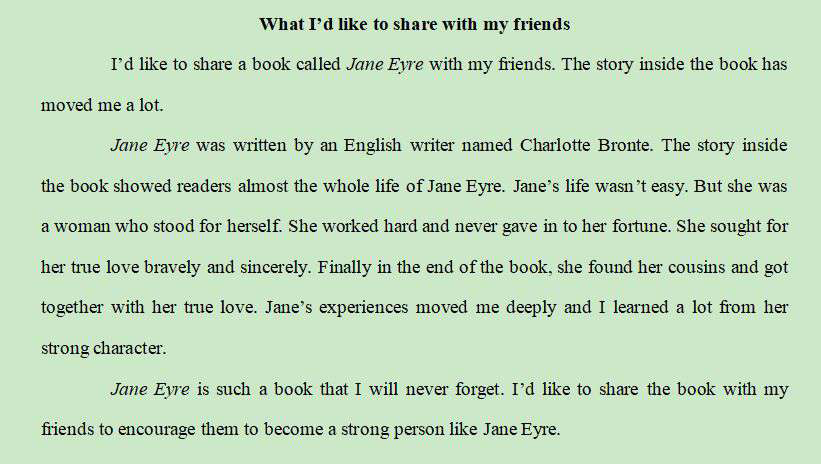 What I’d like to share with my friends
I’d like to share a book called Jane Eyre with my friends. The story inside the book has
moved me a lot.
Jane Eyre was written by an English writer named Charlotte Bronte. The story inside
the book showed readers almost the whole life of Jane Eyre. Jane’s life wasn’t easy. But she was
a woman who stood for herself. She worked hard and never gave in to her fortune. She sought for
her true love bravely and sincerely. Finally in the end of the book, she found her cousins and got
together with her true love. Jane’s experiences moved me deeply and I learned a lot from her
strong character.
Jane Eyre is such a book that I will never forget. I’d like to share the book with my
friends to encourage them to become a strong person like Jane Eyre.